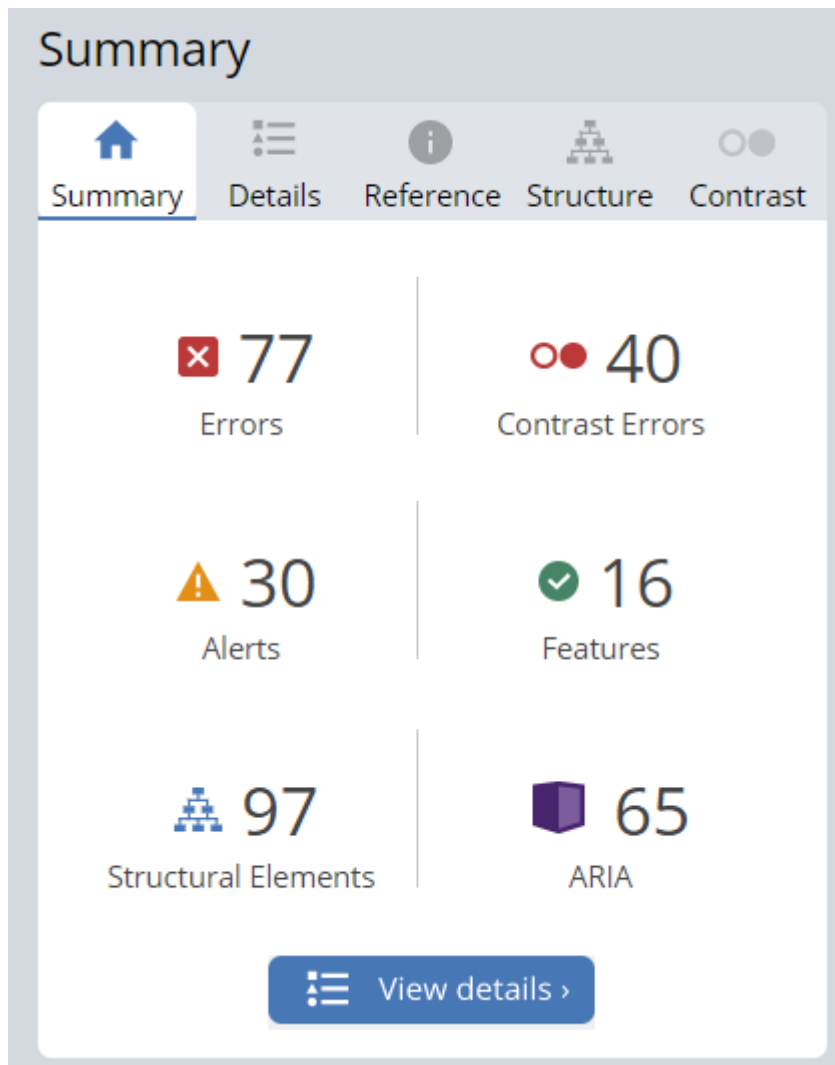 Summary
Summary Details Reference Structure Contrast
77 40
Errors Contrast Errors
30 16
Alerts Features
97 65
Structural Elements ARIA
View details ›